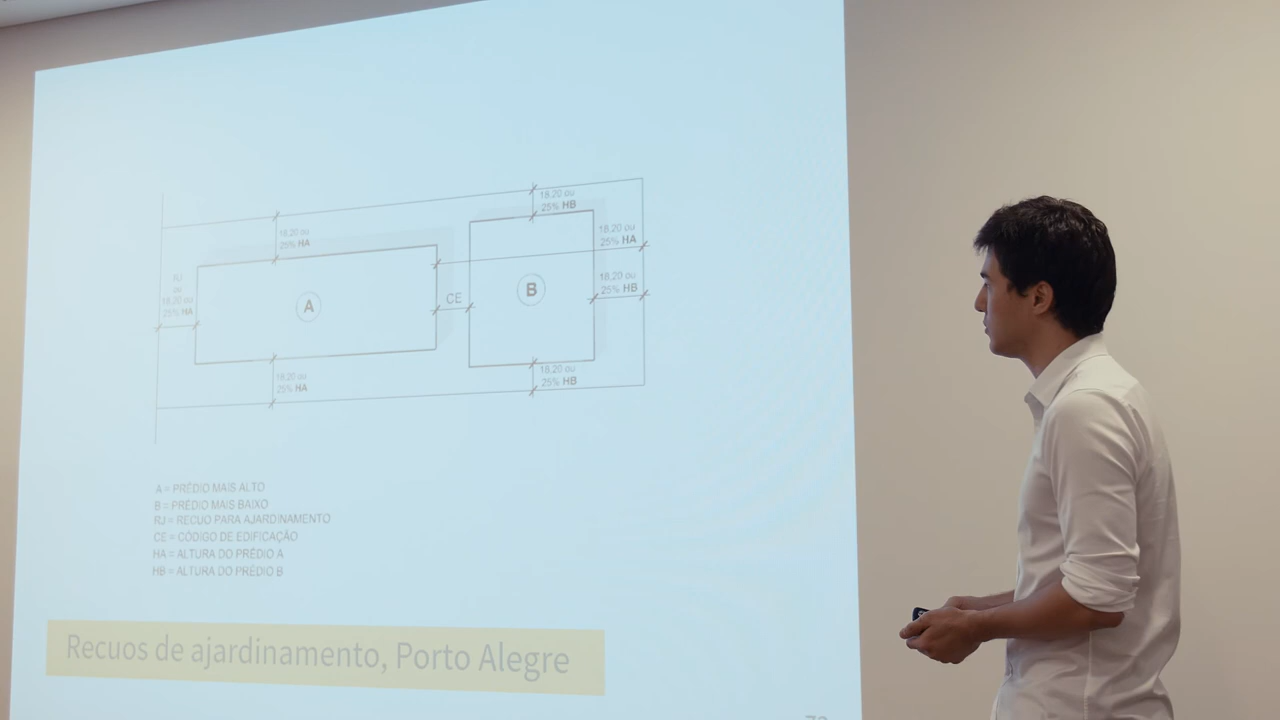 18,20 ou
25% HB
18,20 ou
25% HA
18,20 ou
25% HA
RJ
ou
18,20 ou
25% HA
A
CE
B
18,20 ou
25% HB
18,20 ou
25% HA
18,20 ou
25% HB
A = PRÉDIO MAIS ALTO
B = PRÉDIO MAIS BAIXO
RJ = RECUO PARA AJARDINAMENTO
CE = CÓDIGO DE EDIFICAÇÃO
HA = ALTURA DO PRÉDIO A
HB = ALTURA DO PRÉDIO B
Recuos de ajardinamento, Porto Alegre